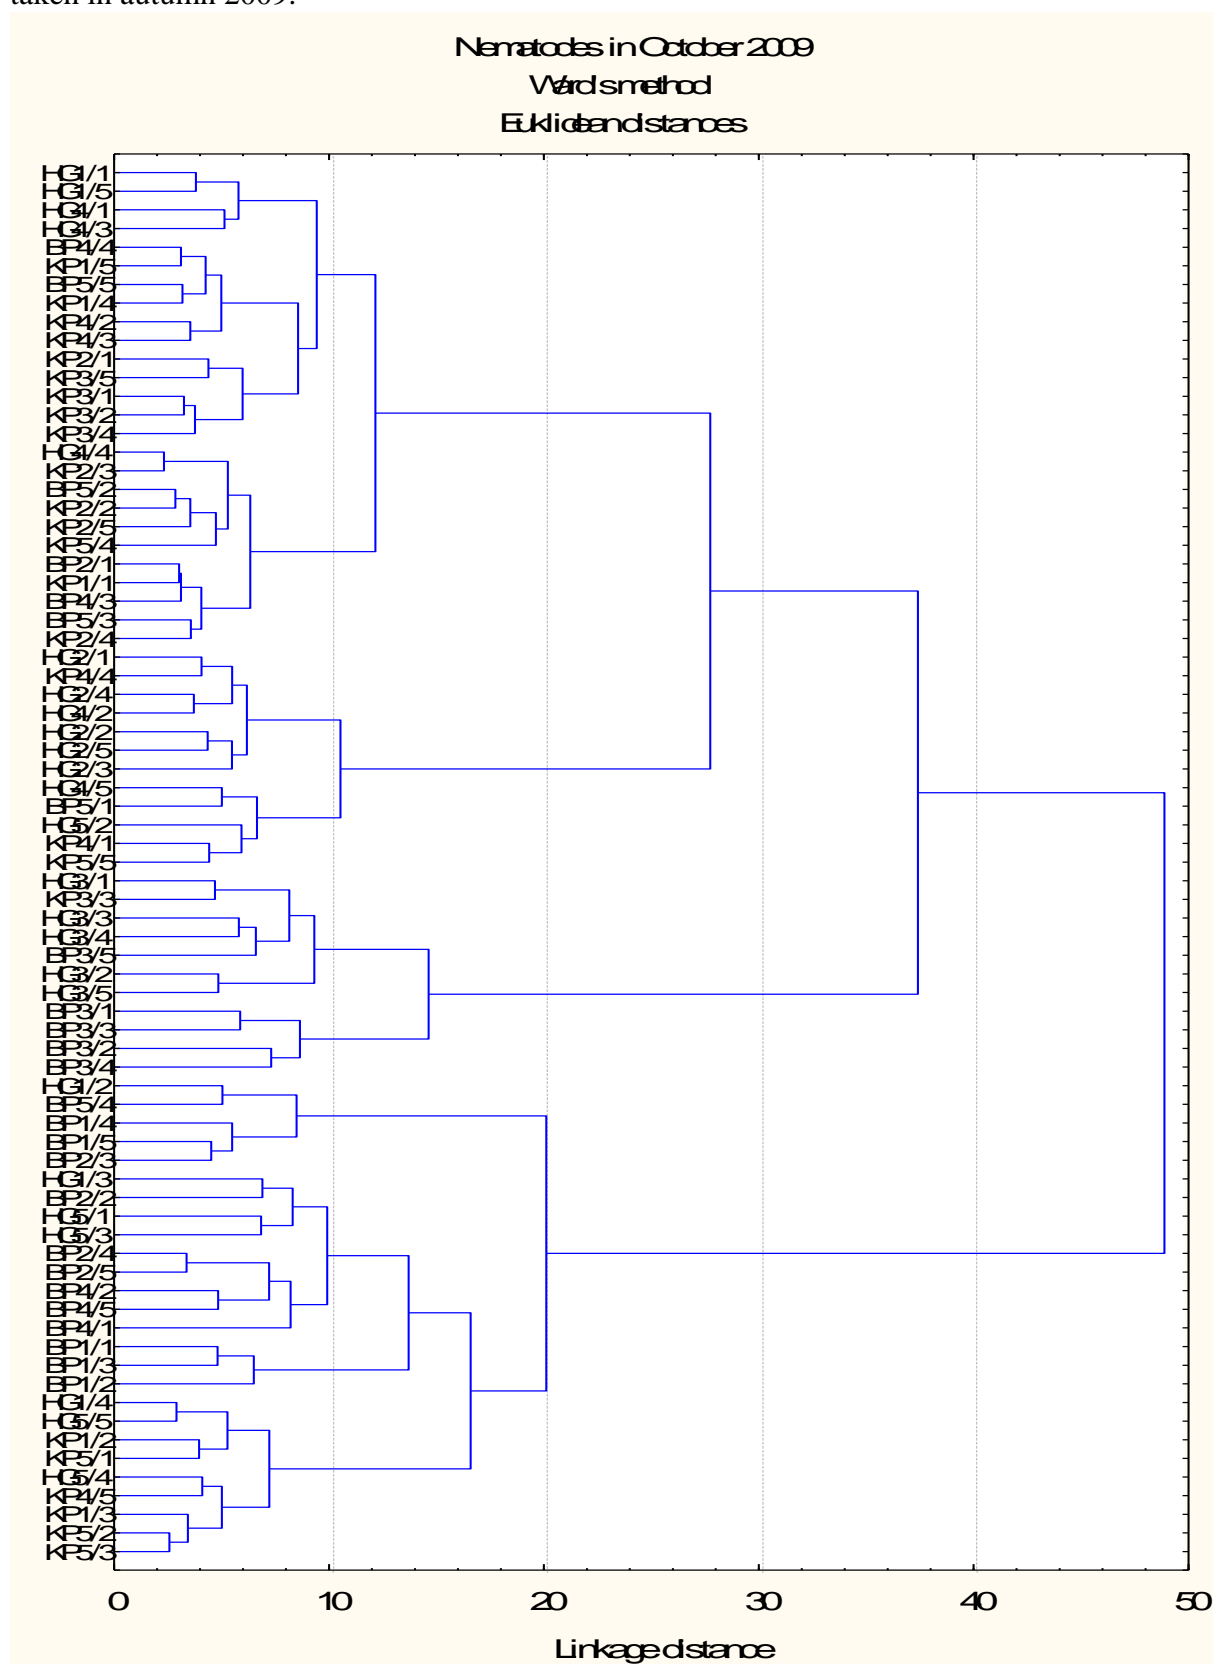 taken in autumn 2009.
Nematodes in October 2009
Ward's method
Euklidean distances
HG1/1
HG1/5
HG4/1
HG4/3
BP4/4
KP1/5
BP5/5
KP1/4
KP4/2
KP4/3
KP2/1
KP3/5
KP3/1
KP3/2
KP3/4
HG4/4
KP2/3
BP5/2
KP2/2
KP2/5
KP5/4
BP2/1
KP1/1
BP4/3
BP5/3
KP2/4
HG2/1
KP4/4
HG2/4
HG4/2
HG2/2
HG2/5
HG2/3
HG4/5
BP5/1
HG5/2
KP4/1
KP5/5
HG3/1
KP3/3
HG3/3
HG3/4
BP3/5
HG3/2
HG3/5
BP3/1
BP3/3
BP3/2
BP3/4
HG1/2
BP5/4
BP1/4
BP1/5
BP2/3
HG1/3
BP2/2
HG5/1
HG5/3
BP2/4
BP2/5
BP4/2
BP4/5
BP4/1
BP1/1
BP1/3
BP1/2
HG1/4
HG5/5
KP1/2
KP5/1
HG5/4
KP4/5
KP1/3
KP5/2
KP5/3
0 10 20 30 40 50
Linkage distance